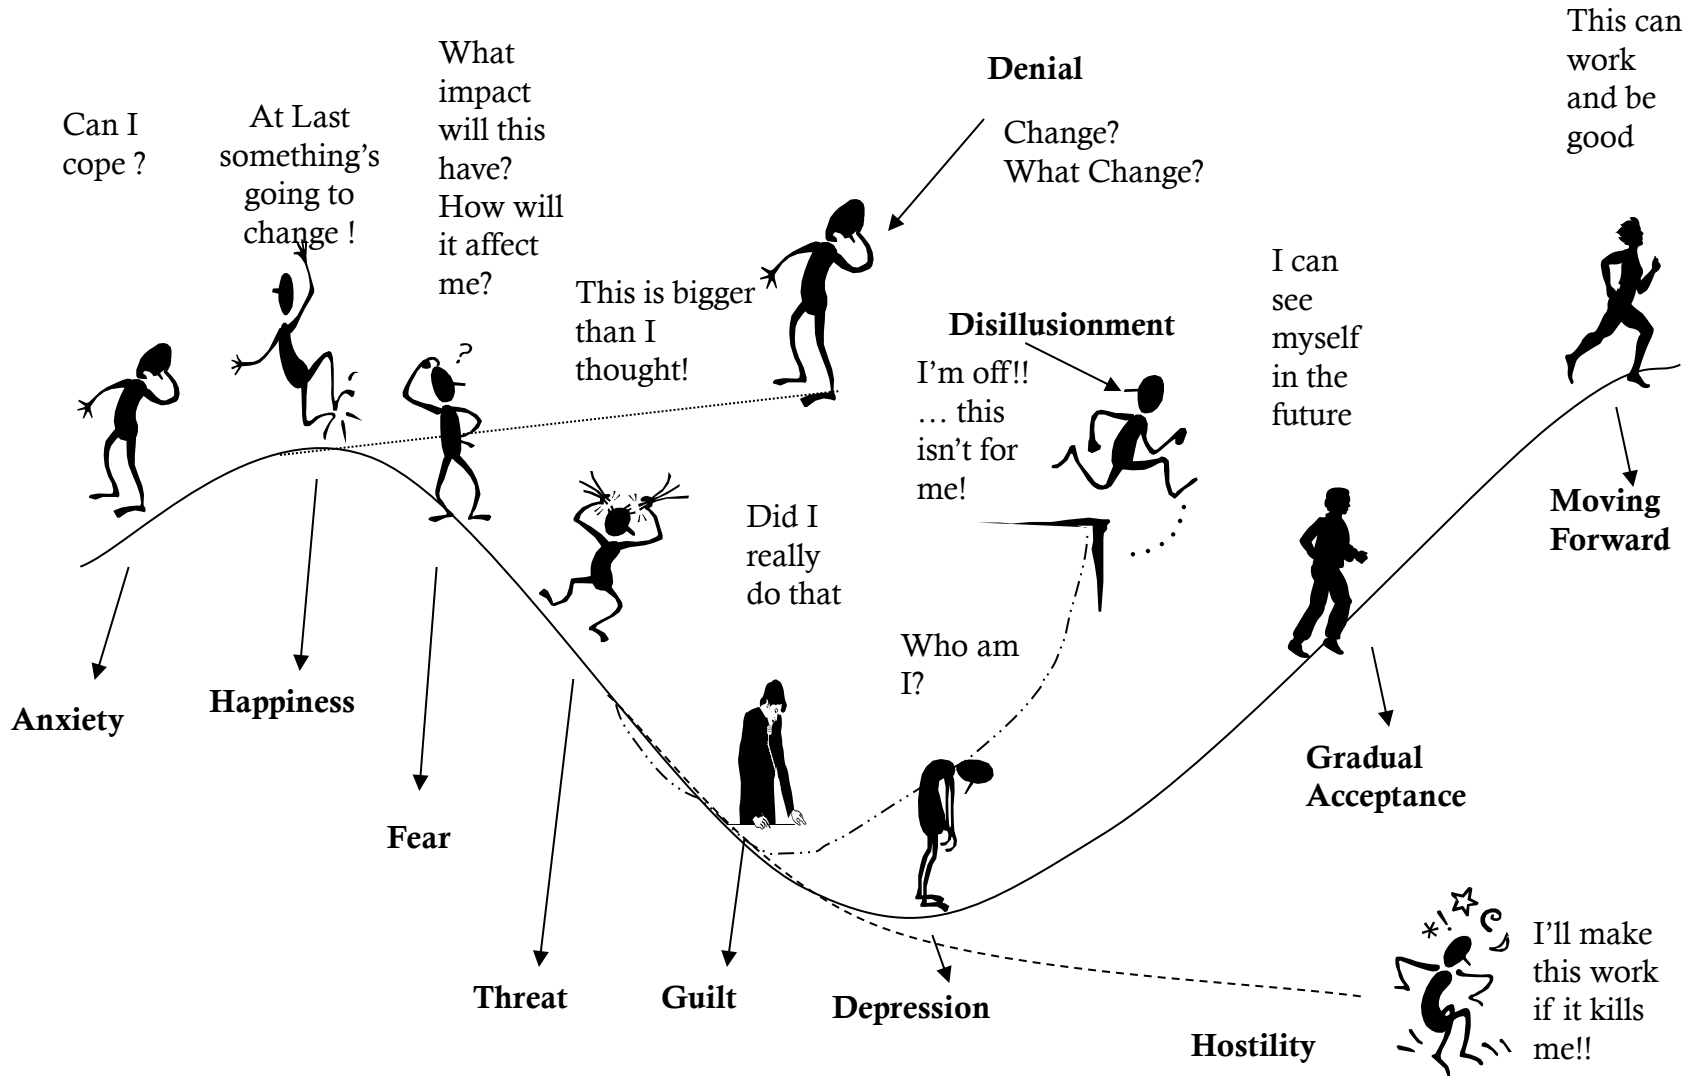 Can I
cope ?
At Last
something's
going to
change !
What
impact
will this
have?
How will
it affect
me?
This is bigger
than I
thought!
Denial
Change?
What Change?
Disillusionment
I'm off!!
… this
isn't for
me!
I can
see
myself
in the
future
This can
work
and be
good
?
Did I
really
do that
Who am
I?
Moving
Forward
Anxiety
Happiness
Fear
Threat
Guilt
Depression
Gradual
Acceptance
Hostility
*!
I'll make
this work
if it kills
me!!